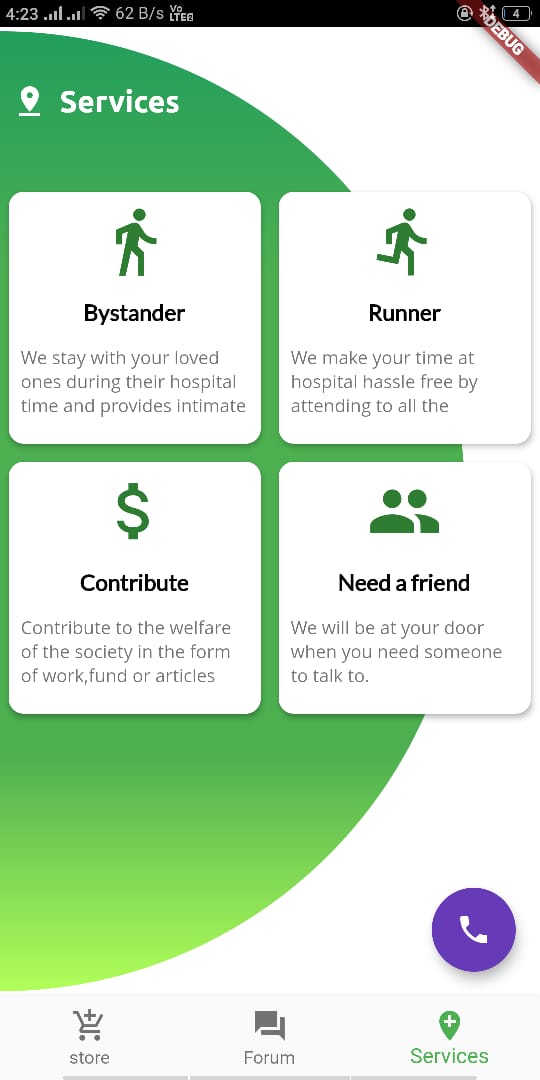 4:23 62 B/s Vo LTE2 4
DEBUG
Services
Bystander
We stay with your loved
ones during their hospital
time and provides intimate
Runner
We make your time at
hospital hassle free by
attending to all the
$
Contribute
Contribute to the welfare
of the society in the form
of work,fund or articles
Need a friend
We will be at your door
when you need someone
to talk to.
store
Forum
Services